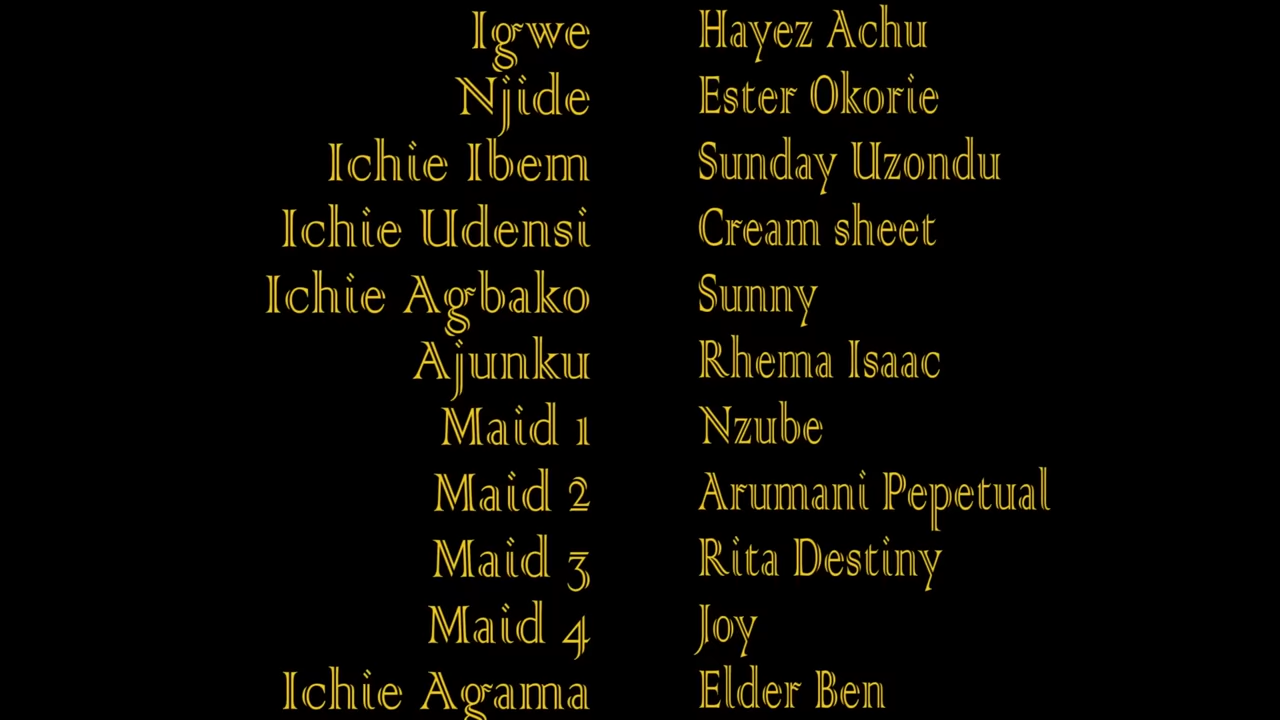 Igwe Hayez Achu
Njide Ester Okorie
Ichie Ibem Sunday Uzondu
Ichie Udensi Cream sheet
Ichie Agbako Sunny
Ajunku Rhema Isaac
Maid 1 Nzube
Maid 2 Arumani Pepetual
Maid 3 Rita Destiny
Maid 4 Joy
Ichie Agama Elder Ben